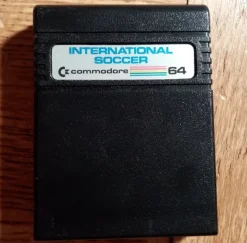 INTERNATIONAL
SOCCER
commodore 64